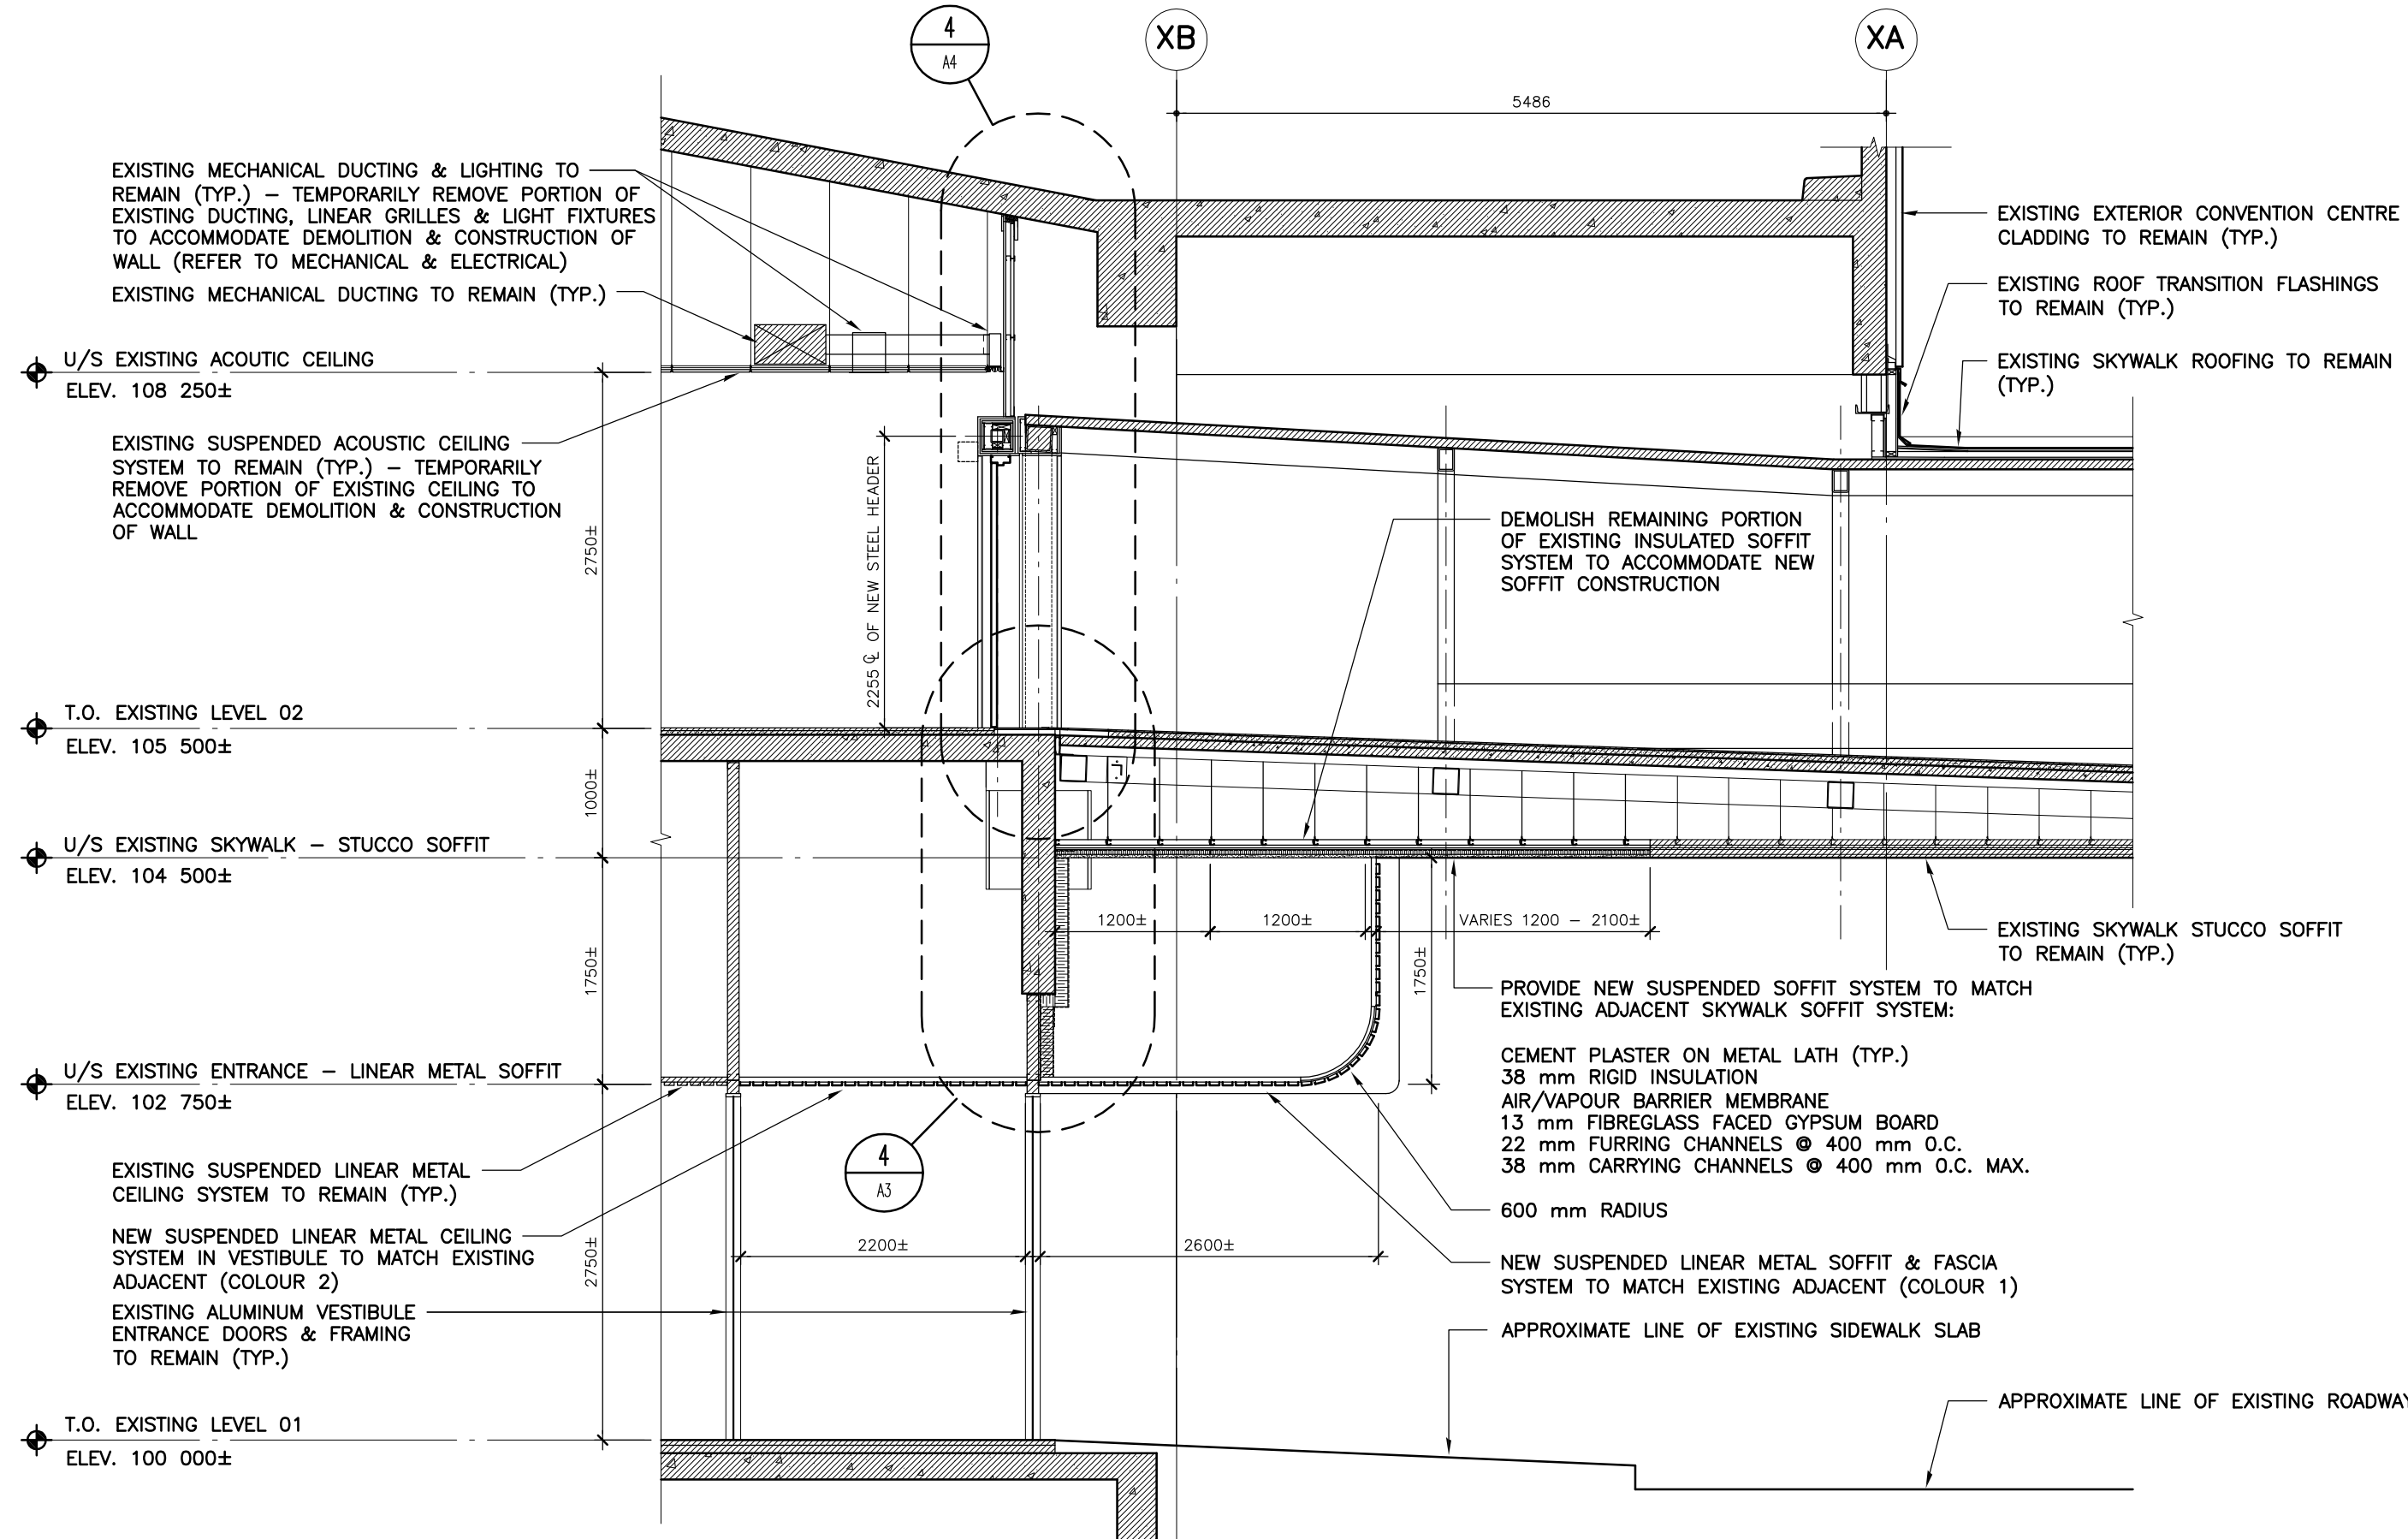 4
A4
XB
XA
5486
EXISTING MECHANICAL DUCTING & LIGHTING TO
REMAIN (TYP.) – TEMPORARILY REMOVE PORTION OF
EXISTING DUCTING, LINEAR GRILLES & LIGHT FIXTURES
TO ACCOMMODATE DEMOLITION & CONSTRUCTION OF
WALL (REFER TO MECHANICAL & ELECTRICAL)
EXISTING MECHANICAL DUCTING TO REMAIN (TYP.)
U/S EXISTING ACOUTIC CEILING
ELEV. 108 250±
EXISTING SUSPENDED ACOUSTIC CEILING
SYSTEM TO REMAIN (TYP.) – TEMPORARILY
REMOVE PORTION OF EXISTING CEILING TO
ACCOMMODATE DEMOLITION & CONSTRUCTION
OF WALL
2750±
2255 ℄ OF NEW STEEL HEADER
EXISTING EXTERIOR CONVENTION CENTRE
CLADDING TO REMAIN (TYP.)
EXISTING ROOF TRANSITION FLASHINGS
TO REMAIN (TYP.)
EXISTING SKYWALK ROOFING TO REMAIN
(TYP.)
DEMOLISH REMAINING PORTION
OF EXISTING INSULATED SOFFIT
SYSTEM TO ACCOMMODATE NEW
SOFFIT CONSTRUCTION
T.O. EXISTING LEVEL 02
ELEV. 105 500±
1000±
U/S EXISTING SKYWALK – STUCCO SOFFIT
ELEV. 104 500±
1750±
1200±
1200±
VARIES 1200 – 2100±
1750±
EXISTING SKYWALK STUCCO SOFFIT
TO REMAIN (TYP.)
PROVIDE NEW SUSPENDED SOFFIT SYSTEM TO MATCH
EXISTING ADJACENT SKYWALK SOFFIT SYSTEM:
CEMENT PLASTER ON METAL LATH (TYP.)
38 mm RIGID INSULATION
AIR/VAPOUR BARRIER MEMBRANE
13 mm FIBREGLASS FACED GYPSUM BOARD
22 mm FURRING CHANNELS @ 400 mm O.C.
38 mm CARRYING CHANNELS @ 400 mm O.C. MAX.
600 mm RADIUS
NEW SUSPENDED LINEAR METAL SOFFIT & FASCIA
SYSTEM TO MATCH EXISTING ADJACENT (COLOUR 1)
APPROXIMATE LINE OF EXISTING SIDEWALK SLAB
APPROXIMATE LINE OF EXISTING ROADWAY
U/S EXISTING ENTRANCE – LINEAR METAL SOFFIT
ELEV. 102 750±
4
A3
EXISTING SUSPENDED LINEAR METAL
CEILING SYSTEM TO REMAIN (TYP.)
NEW SUSPENDED LINEAR METAL CEILING
SYSTEM IN VESTIBULE TO MATCH EXISTING
ADJACENT (COLOUR 2)
EXISTING ALUMINUM VESTIBULE
ENTRANCE DOORS & FRAMING
TO REMAIN (TYP.)
2750±
2200±
2600±
T.O. EXISTING LEVEL 01
ELEV. 100 000±